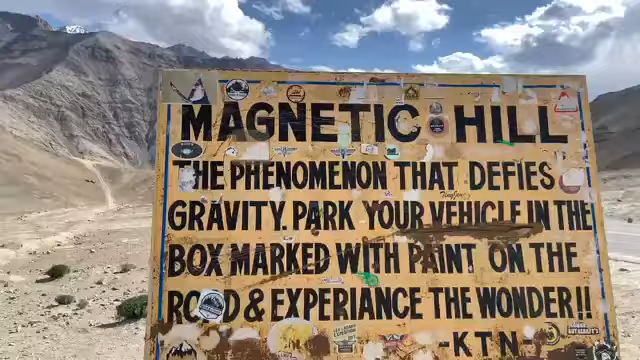 MAGNETIC HILL
THE PHENOMENON THAT DEFIES
GRAVITY. PARK YOUR VEHICLE IN THE
BOX MARKED WITH PAINT ON THE
ROAD & EXPERIANCE THE WONDER!!
-KTN-